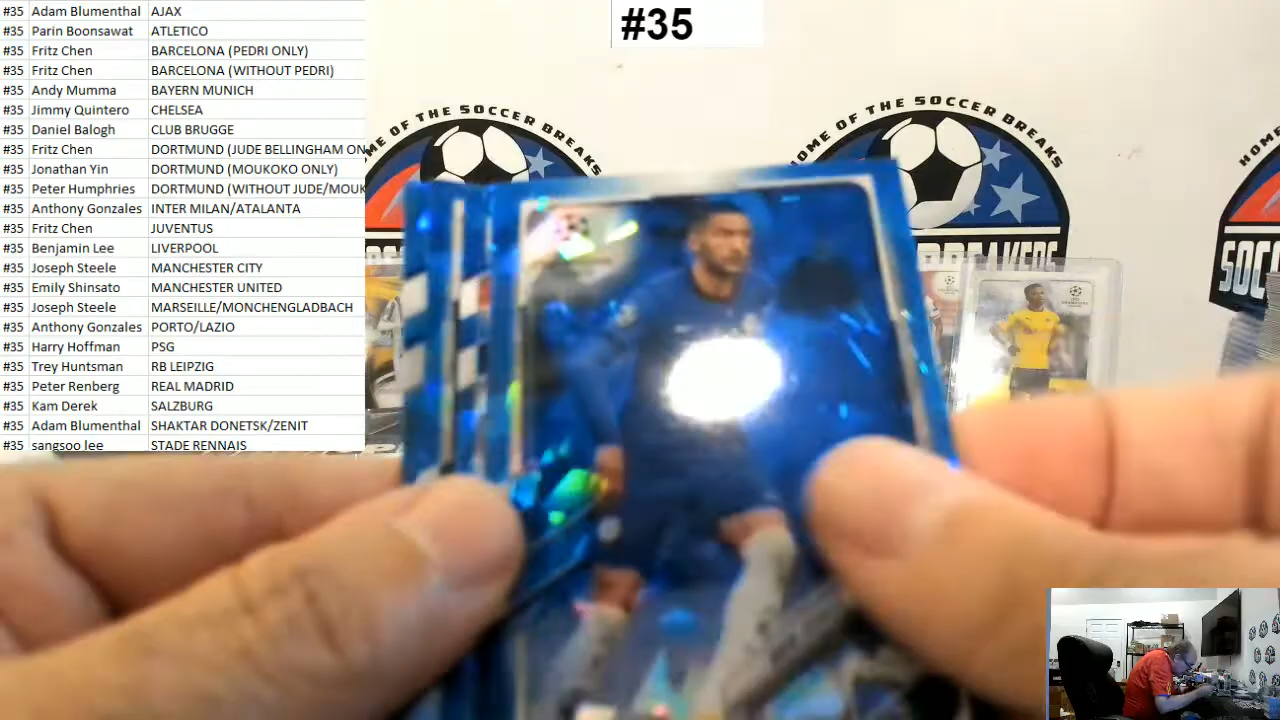 #35 Adam Blumenthal AJAX
#35 Parin Boonsawat ATLETICO
#35 Fritz Chen BARCELONA (PEDRI ONLY)
#35 Fritz Chen BARCELONA (WITHOUT PEDRI)
#35 Andy Mumma BAYERN MUNICH
#35 Jimmy Quintero CHELSEA
#35 Daniel Balogh CLUB BRUGGE
#35 Fritz Chen DORTMUND (JUDE BELLINGHAM ON
#35 Jonathan Yin DORTMUND (MOUKOKO ONLY)
#35 Peter Humphries DORTMUND (WITHOUT JUDE/MOUK
#35 Anthony Gonzales INTER MILAN/ATALANTA
#35 Fritz Chen JUVENTUS
#35 Benjamin Lee LIVERPOOL
#35 Joseph Steele MANCHESTER CITY
#35 Emily Shinsato MANCHESTER UNITED
#35 Joseph Steele MARSEILLE/MONCHENGLADBACH
#35 Anthony Gonzales PORTO/LAZIO
#35 Harry Hoffman PSG
#35 Trey Huntsman RB LEIPZIG
#35 Peter Renberg REAL MADRID
#35 Kam Derek SALZBURG
#35 Adam Blumenthal SHAKTAR DONETSK/ZENIT
#35 sangsoo lee STADE RENNAIS
#35
ME OF THE SOCCER BREAKS
HOME OF THE SOCCER BREAKS
BREAKERS
HOME
SOC